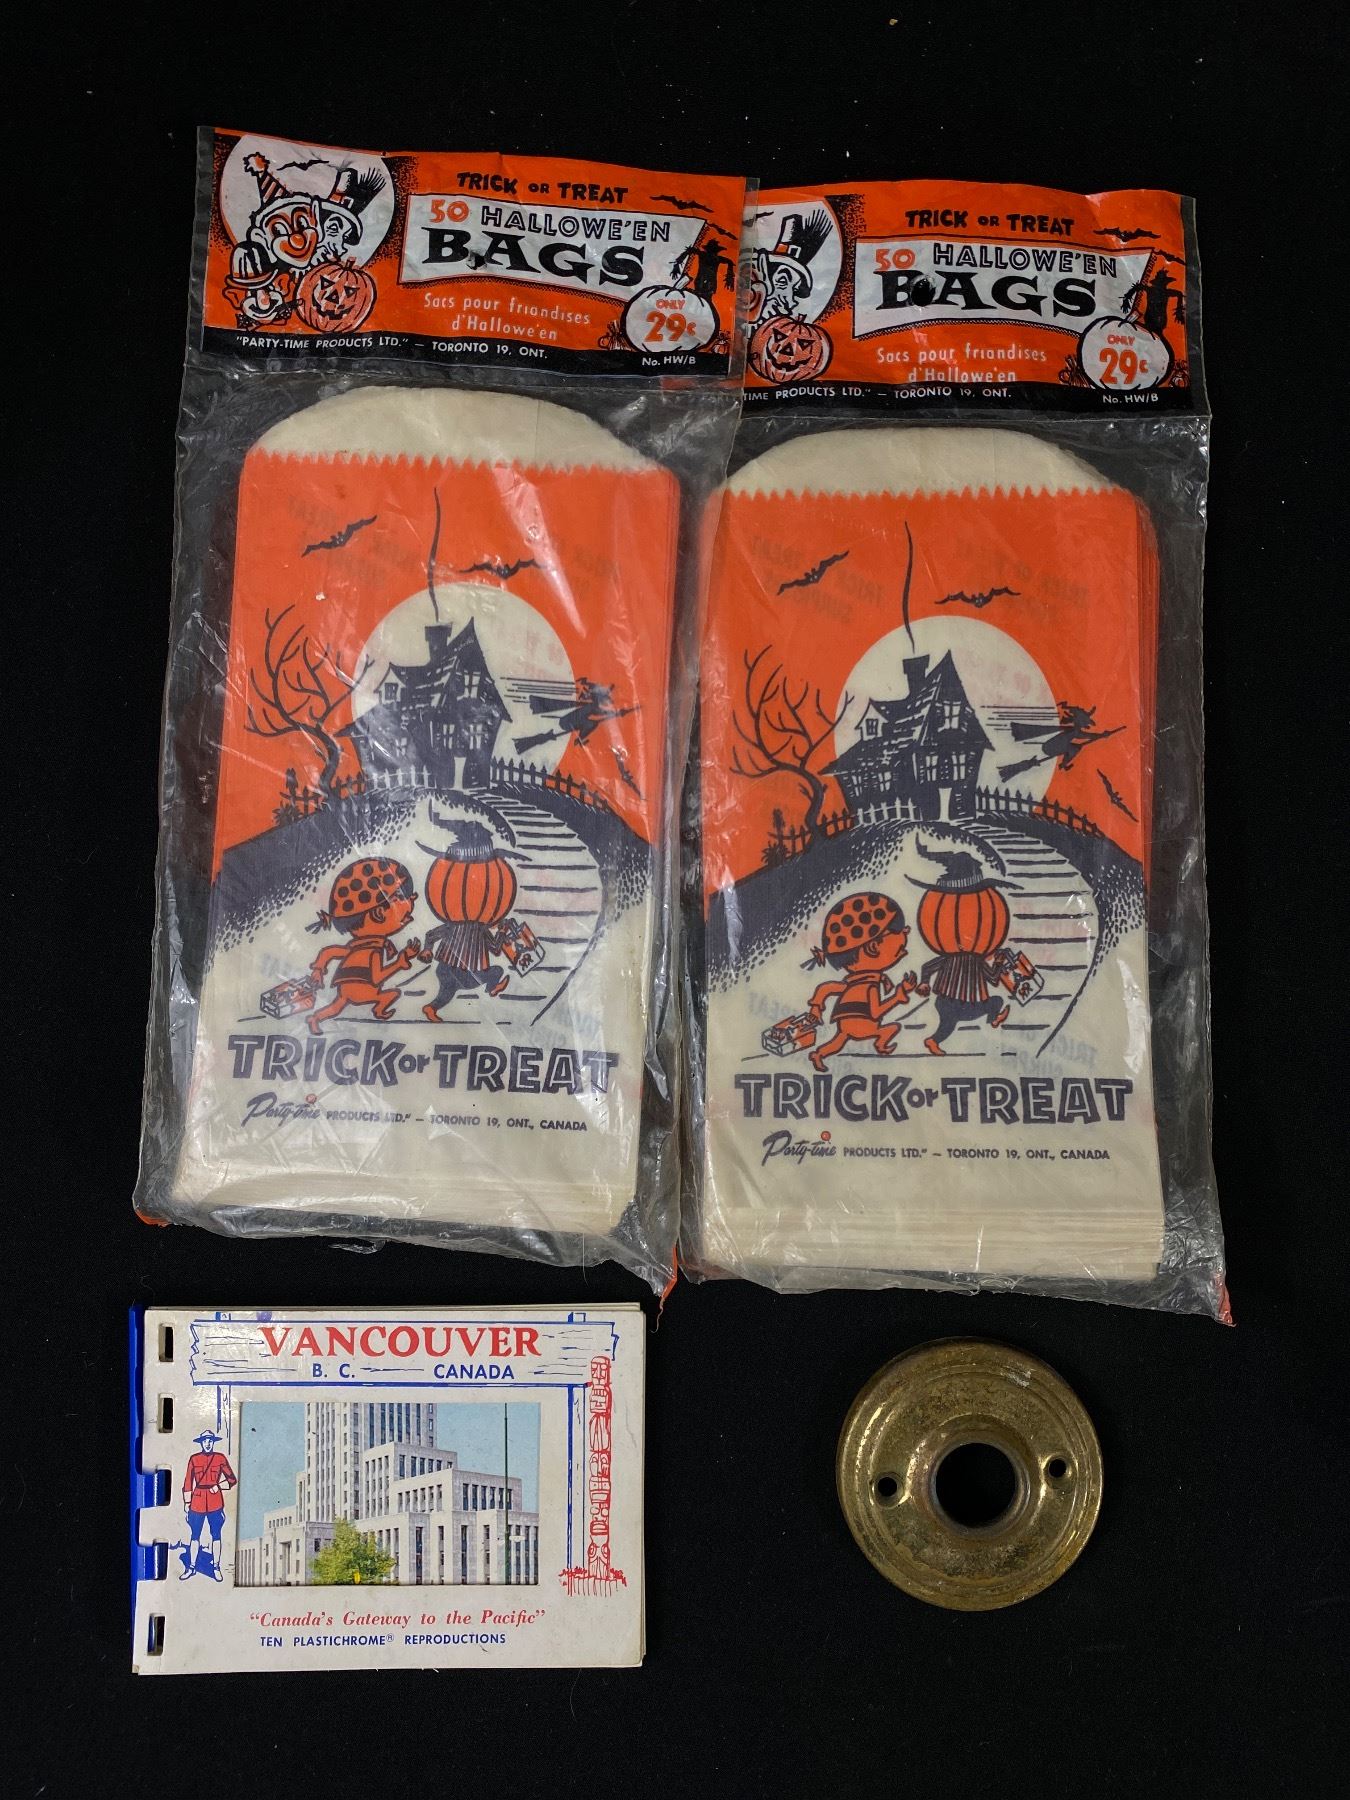 TRICK OR TREAT
50 HALLOWE'EN
BAGS
Sacs pour friandises
d'Hallowe'en
ONLY
29¢
"PARTY-TIME PRODUCTS LTD." – TORONTO 19, ONT.
No. HW/B
TRICK OR TREAT
50 HALLOWE'EN
BAGS
Sacs pour friandises
d'Hallowe'en
ONLY
29¢
TIME PRODUCTS LTD." – TORONTO 19, ONT.
No. HW/B
TRICK or TREAT
Party-time PRODUCTS LTD." – TORONTO 19, ONT., CANADA
TRICK or TREAT
Party-time PRODUCTS LTD." – TORONTO 19, ONT., CANADA
VANCOUVER
B. C. CANADA
"Canada's Gateway to the Pacific"
TEN PLASTICHROME® REPRODUCTIONS